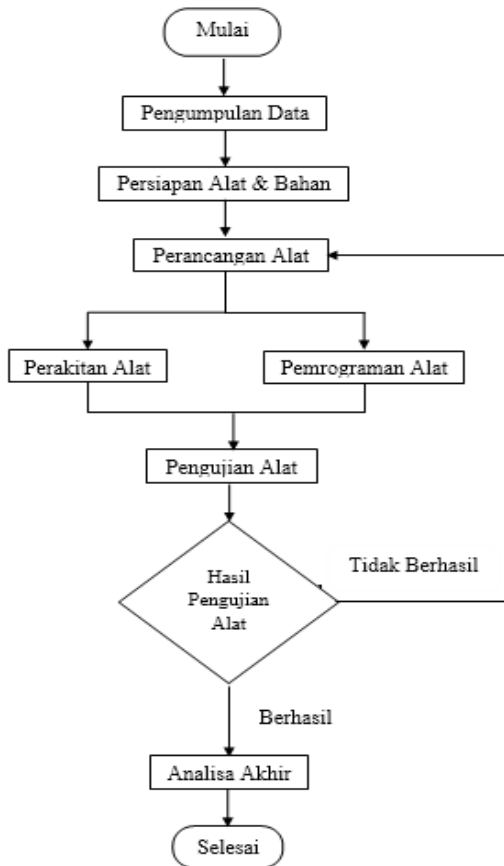 Mulai
Pengumpulan Data
Persiapan Alat & Bahan
Perancangan Alat
Perakitan Alat
Pemrograman Alat
Pengujian Alat
Tidak Berhasil
Hasil
Pengujian
Alat
Berhasil
Analisa Akhir
Selesai